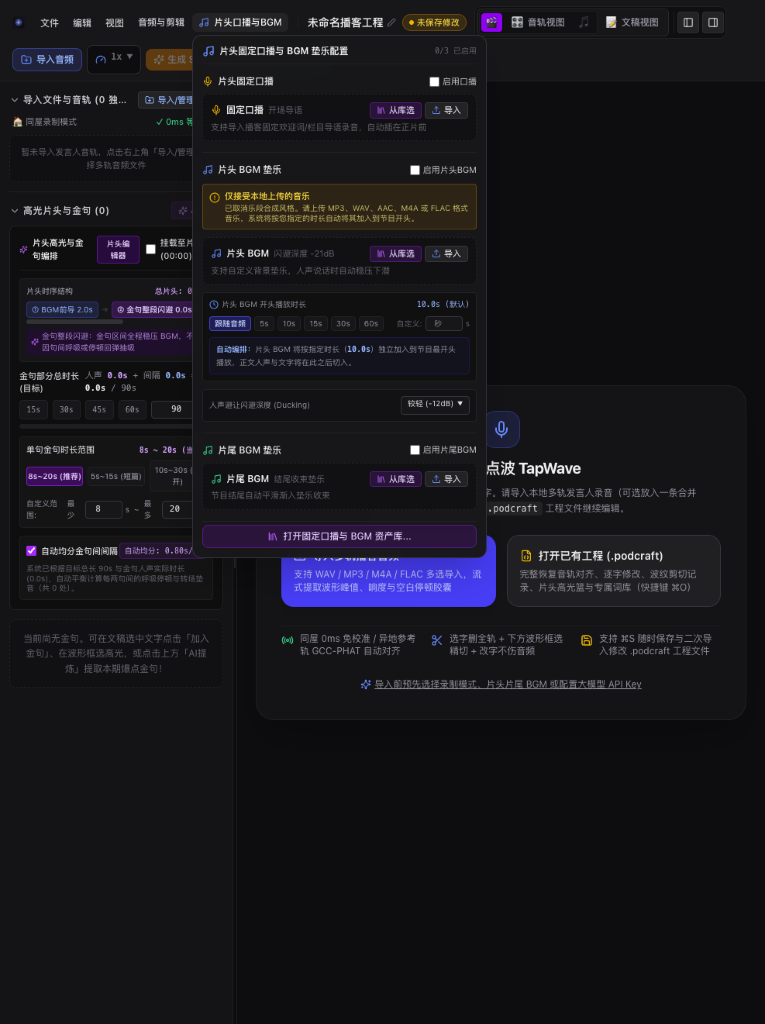 文件 编辑 视图 音频与剪辑 片头口播与BGM 未命名播客工程 未保存修改 音轨视图 文稿视图
导入音频 1x ▼ 生成
片头固定口播与 BGM 垫乐配置 0/3 已启用
片头固定口播 启用口播
固定口播 开场导语 从库选 导入
支持导入播客固定欢迎词/栏目导语录音，自动插在正片前
片头 BGM 垫乐 启用片头BGM
仅接受本地上传的音乐
已取消乐段合成风格。请上传 MP3、WAV、AAC、M4A 或 FLAC 格式
音乐。系统将按您指定的时长自动将其加入到节目开头。
片头 BGM 闪避深度 -21dB 从库选 导入
支持自定义背景垫乐，人声说话时自动稳压下潜
片头 BGM 开头播放时长 10.0s (默认)
跟随音频 5s 10s 15s 30s 60s 自定义: 秒 s
自动编排：片头 BGM 将按指定时长（10.0s）独立加入到节目最开头
播放，正文人声与文字将在此之后切入。
人声避让闪避深度 (Ducking) 较轻 (-12dB) ▼
片尾 BGM 垫乐 启用片尾BGM
片尾 BGM 结尾收束垫乐 从库选 导入
节目结尾自动平滑渐入垫乐收束
打开固定口播与 BGM 资产库...
导入文件与音轨 (0 独... 导入/管理
同屋录制模式 ✓ 0ms
暂未导入发言人音轨，点击右上角「导入/管理
择多轨音频文件
高光片头与金句 (0)
片头高光与金
句编排
片头编
辑器
挂载至片
(00:00)
片头时序结构 总片头:
① BGM前导 2.0s → ② 金句整段闪避 0.0s
金句整段闪避：金句区间全程稳压 BGM，不
因句间呼吸或停顿回弹抽吸
金句部分总时长
(目标)
人声 0.0s + 间隔 0.0s
0.0s / 90s
15s 30s 45s 60s 90
单句金句时长范围 8s ~ 20s
8s~20s (推荐) 5s~15s (短篇) 10s~30s
开)
自定义范
围:
最
少
8 s ~ 最
多
20
自动均分金句间间隔 自动均分: 0.80s/
系统已根据目标总长 90s 与金句人声实际时长
(0.0s)，自动平衡计算每两句间的呼吸停顿与转场垫
音（共 0 处）。
当前尚无金句。可在文稿选中文字点击「加入
金句」、在波形框选高光，或点击上方「AI提
炼」提取本期爆点金句！
点波 TapWave
字。请导入本地多轨发言人录音（可选放入一条合并
.podcraft 工程文件继续编辑。
支持 WAV / MP3 / M4A / FLAC 多选导入，流
式提取波形峰值、响度与空白停顿胶囊
打开已有工程 (.podcraft)
完整恢复音轨对齐、逐字修改、波纹剪切记
录、片头高光篮与专属词库（快捷键 ⌘O）
同屋 0ms 免校准 / 异地参考
轨 GCC-PHAT 自动对齐
选字删全轨 + 下方波形框选
精切 + 改字不伤音频
支持 ⌘S 随时保存与二次导
入修改 .podcraft 工程文件
导入前预先选择录制模式、片头片尾 BGM 或配置大模型 API Key